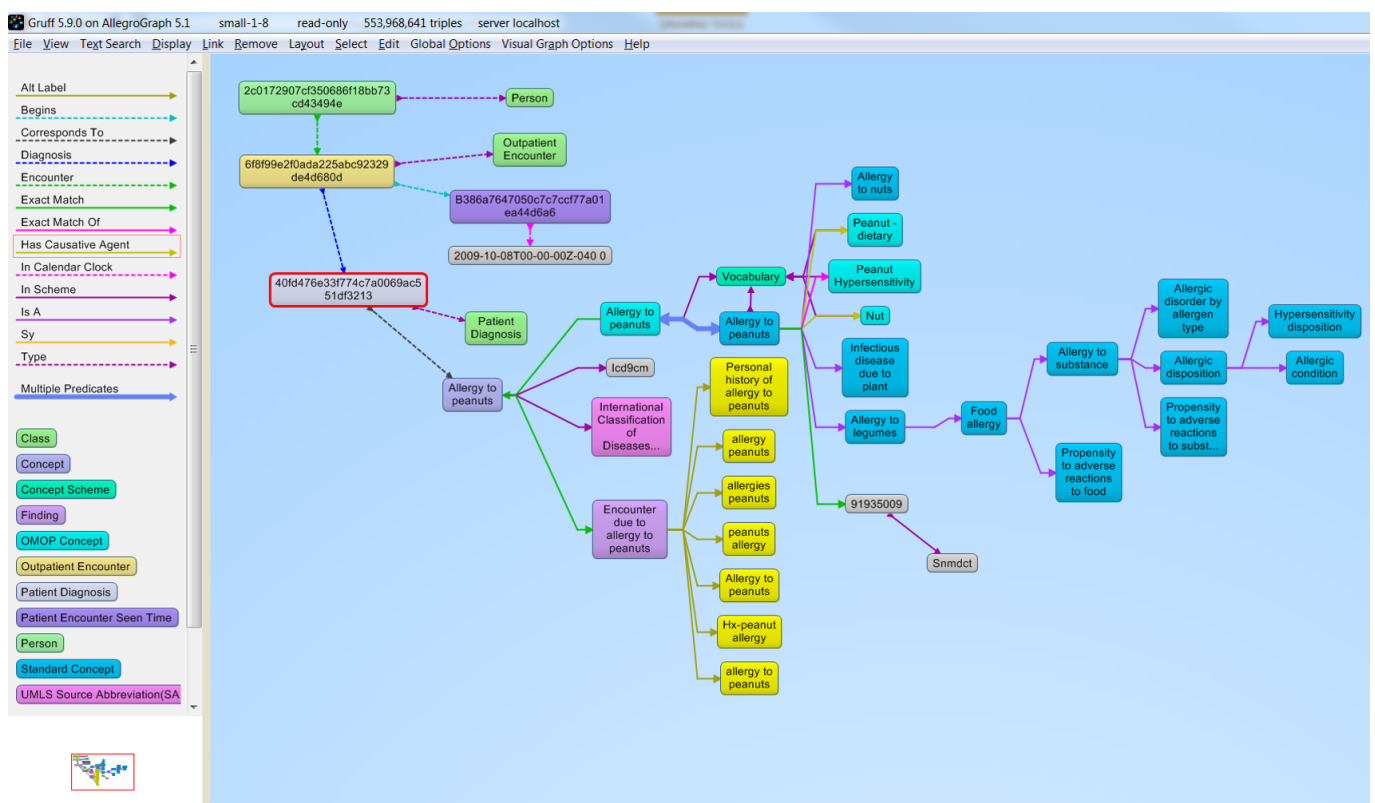 Gruff 5.9.0 on AllegroGraph 5.1 small-1-8 read-only 553,968,641 triples server localhost
File View Text Search Display Link Remove Layout Select Edit Global Options Visual Graph Options Help
Alt Label
Begins
Corresponds To
Diagnosis
Encounter
Exact Match
Exact Match Of
Has Causative Agent
In Calendar Clock
In Scheme
Is A
Sy
Type
Multiple Predicates
Class
Concept
Concept Scheme
Finding
OMOP Concept
Outpatient Encounter
Patient Diagnosis
Patient Encounter Seen Time
Person
Standard Concept
UMLS Source Abbreviation(SA
2c0172907cf350686f18bb73
cd43494e
Person
6f8f99e2f0ada225abc92329
de4d680d
Outpatient
Encounter
B386a7647050c7c7ccf77a01
ea44d6a6
2009-10-08T00-00-00Z-040 0
40fd476e33f774c7a0069ac5
51df3213
Patient
Diagnosis
Allergy to
peanuts
Allergy to
peanuts
Icd9cm
International
Classification
of
Diseases...
Encounter
due to
allergy to
peanuts
Vocabulary
Allergy to
peanuts
Personal
history of
allergy to
peanuts
allergy
peanuts
allergies
peanuts
peanuts
allergy
Allergy to
peanuts
Hx-peanut
allergy
allergy to
peanuts
Allergy
to nuts
Peanut -
dietary
Peanut
Hypersensitivity
Nut
Infectious
disease
due to
plant
Allergy to
legumes
91935009
Snmdct
Food
allergy
Allergy to
substance
Propensity
to adverse
reactions
to food
Allergic
disorder by
allergen
type
Allergic
disposition
Propensity
to adverse
reactions
to subst...
Hypersensitivity
disposition
Allergic
condition